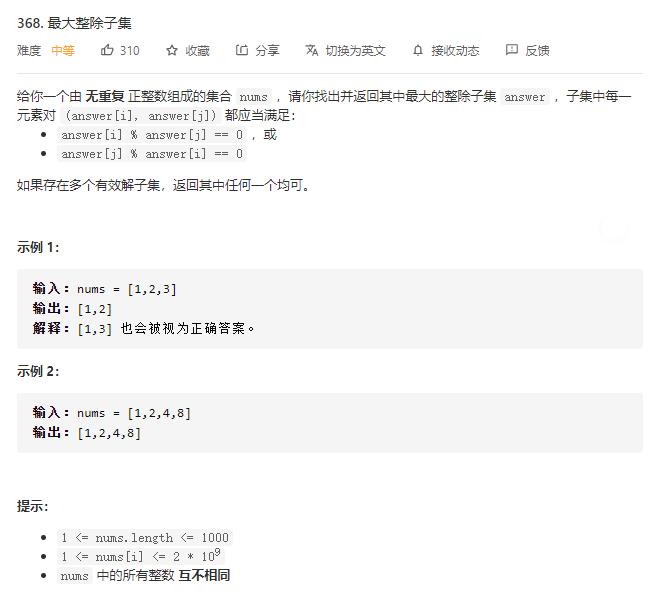 368. 最大整除子集
难度 中等 310 收藏 分享 切换为英文 接收动态 反馈
给你一个由 无重复 正整数组成的集合 nums ，请你找出并返回其中最大的整除子集 answer ，子集中每一
元素对 (answer[i], answer[j]) 都应当满足：
answer[i] % answer[j] == 0 ，或
answer[j] % answer[i] == 0
如果存在多个有效解子集，返回其中任何一个均可。
示例 1：
输入：nums = [1,2,3]
输出：[1,2]
解释：[1,3] 也会被视为正确答案。
示例 2：
输入：nums = [1,2,4,8]
输出：[1,2,4,8]
提示：
1 <= nums.length <= 1000
1 <= nums[i] <= 2 * 10⁹
nums 中的所有整数 互不相同